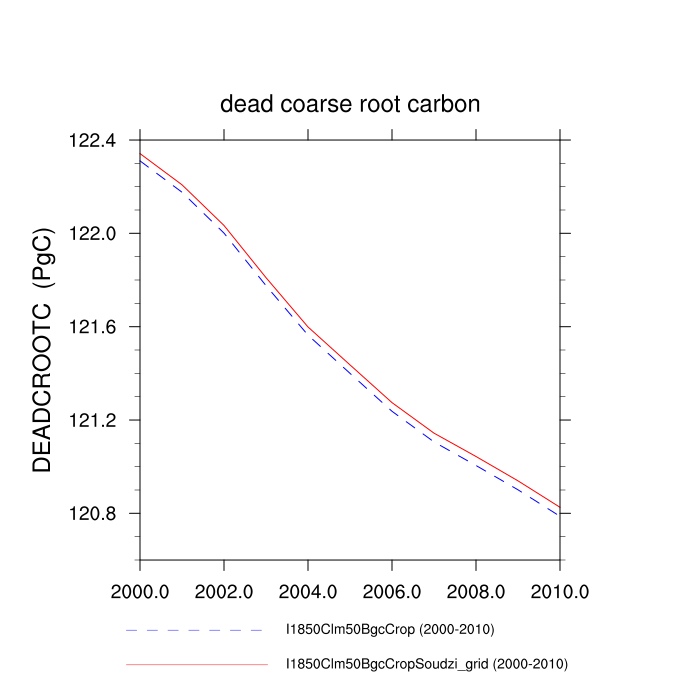 dead coarse root carbon
DEADCROOTC (PgC)
122.4
122.0
121.6
121.2
120.8
2000.0 2002.0 2004.0 2006.0 2008.0 2010.0
I1850Clm50BgcCrop (2000-2010)
I1850Clm50BgcCropSoudzi_grid (2000-2010)